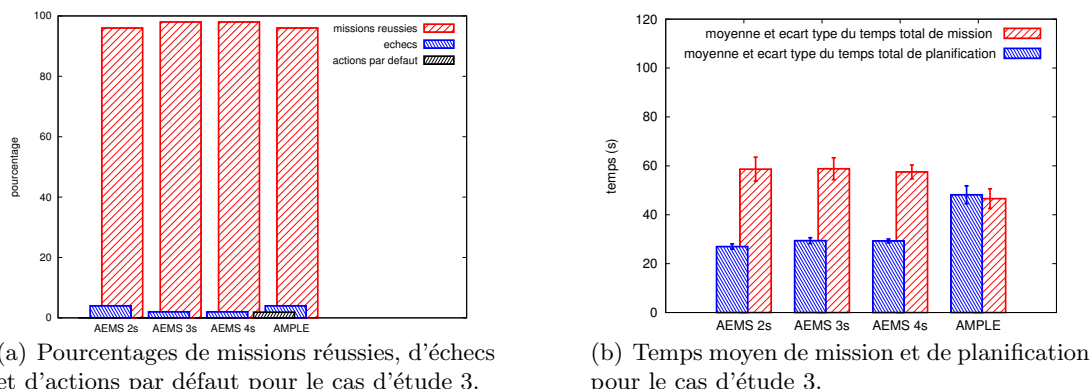 100
80
60
40
20
0
pourcentage
missions reussies
echecs
actions par defaut
AEMS 2s AEMS 3s AEMS 4s AMPLE
(a) Pourcentages de missions réussies, d'échecs
et d'actions par défaut pour le cas d'étude 3.
120
100
80
60
40
20
0
temps (s)
moyenne et ecart type du temps total de mission
moyenne et ecart type du temps total de planification
AEMS 2s AEMS 3s AEMS 4s AMPLE
(b) Temps moyen de mission et de planification
pour le cas d'étude 3.